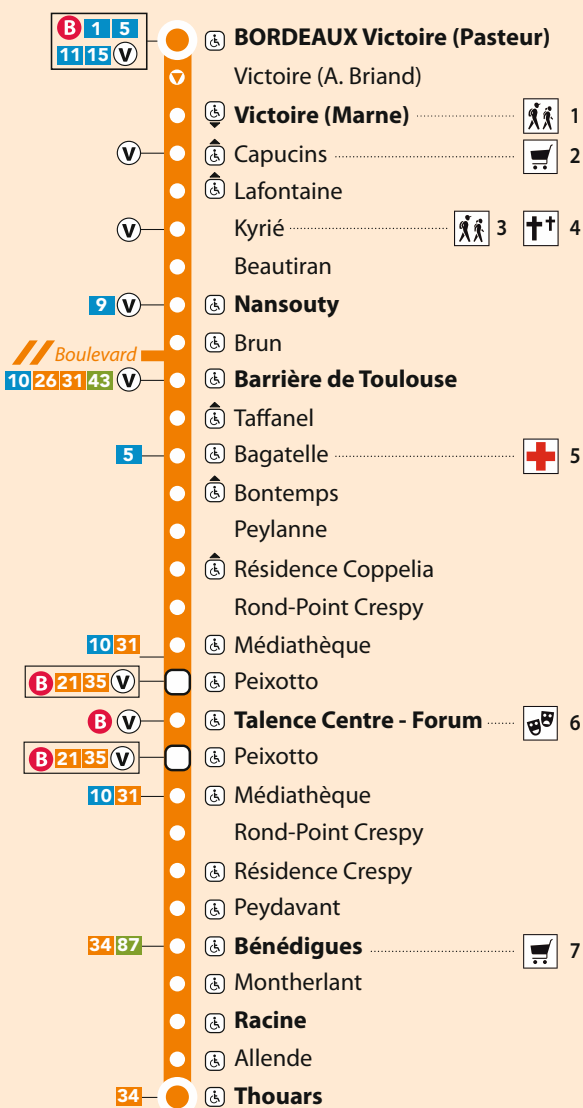 B 1 5
11 15 V
BORDEAUX Victoire (Pasteur)
Victoire (A. Briand)
Victoire (Marne) 1
V Capucins 2
Lafontaine
V Kyrié 3 4
Beautiran
9 V Nansouty
Brun
Boulevard
10 26 31 43 V Barrière de Toulouse
Taffanel
5 Bagatelle 5
Bontemps
Peylanne
Résidence Coppelia
Rond-Point Crespy
10 31 Médiathèque
B 21 35 V Peixotto
B V Talence Centre - Forum 6
B 21 35 V Peixotto
10 31 Médiathèque
Rond-Point Crespy
Résidence Crespy
Peydavant
34 87 Bénédigues 7
Montherlant
Racine
Allende
34 Thouars